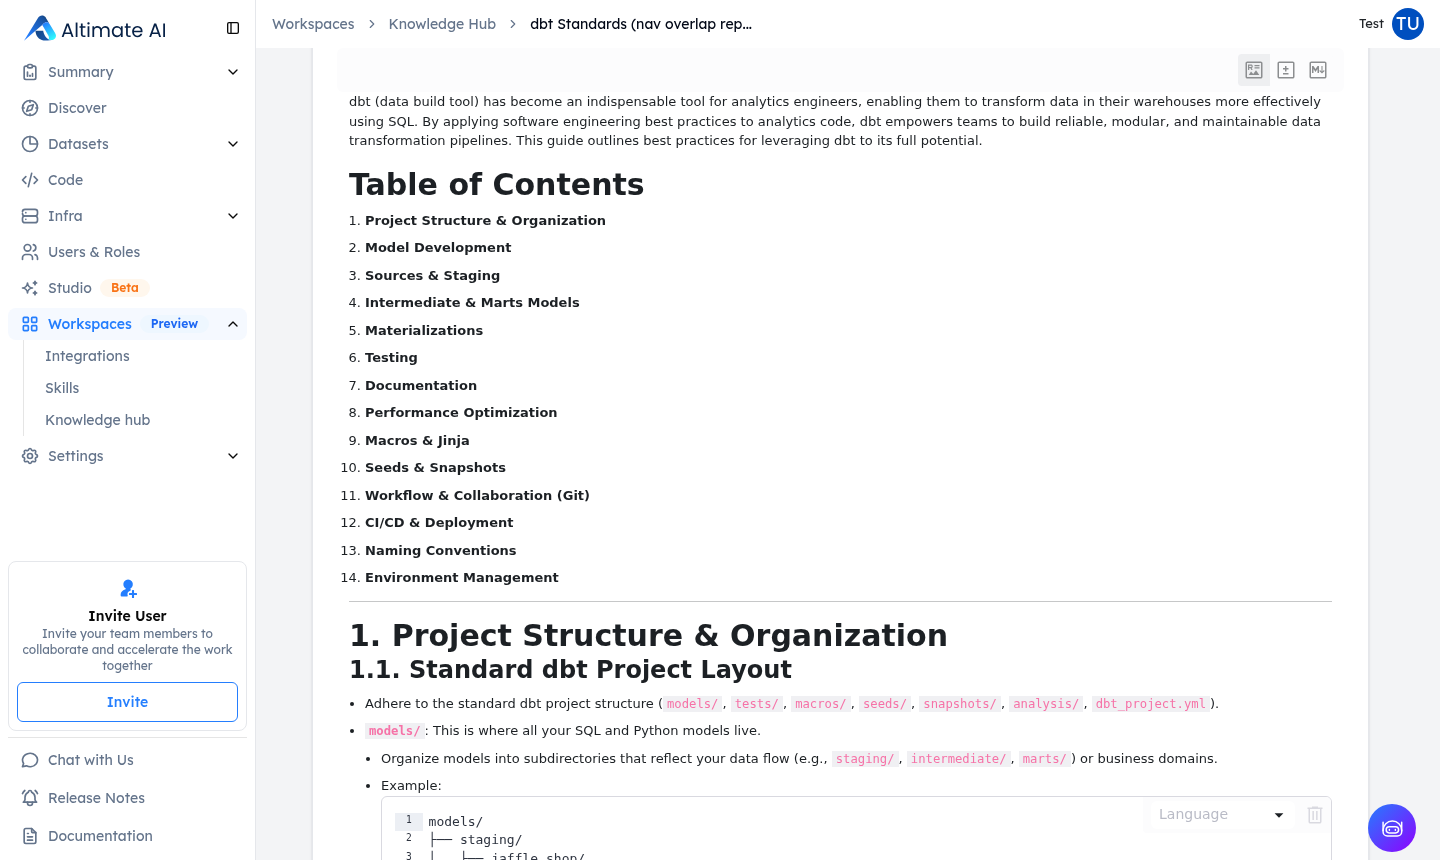 Altimate AI
Workspaces > Knowledge Hub > dbt Standards (nav overlap rep...
Test TU
Summary
Discover
Datasets
Code
Infra
Users & Roles
Studio Beta
Workspaces Preview
Integrations
Skills
Knowledge hub
Settings
Invite User
Invite your team members to
collaborate and accelerate the work
together
Invite
Chat with Us
Release Notes
Documentation
dbt (data build tool) has become an indispensable tool for analytics engineers, enabling them to transform data in their warehouses more effectively
using SQL. By applying software engineering best practices to analytics code, dbt empowers teams to build reliable, modular, and maintainable data
transformation pipelines. This guide outlines best practices for leveraging dbt to its full potential.
Table of Contents
1. Project Structure & Organization
2. Model Development
3. Sources & Staging
4. Intermediate & Marts Models
5. Materializations
6. Testing
7. Documentation
8. Performance Optimization
9. Macros & Jinja
10. Seeds & Snapshots
11. Workflow & Collaboration (Git)
12. CI/CD & Deployment
13. Naming Conventions
14. Environment Management
1. Project Structure & Organization
1.1. Standard dbt Project Layout
• Adhere to the standard dbt project structure (models/, tests/, macros/, seeds/, snapshots/, analysis/, dbt_project.yml).
• models/: This is where all your SQL and Python models live.
• Organize models into subdirectories that reflect your data flow (e.g., staging/, intermediate/, marts/) or business domains.
• Example:
Language
1 models/
2 ├── staging/
3 │   ├── jaffle_shop/